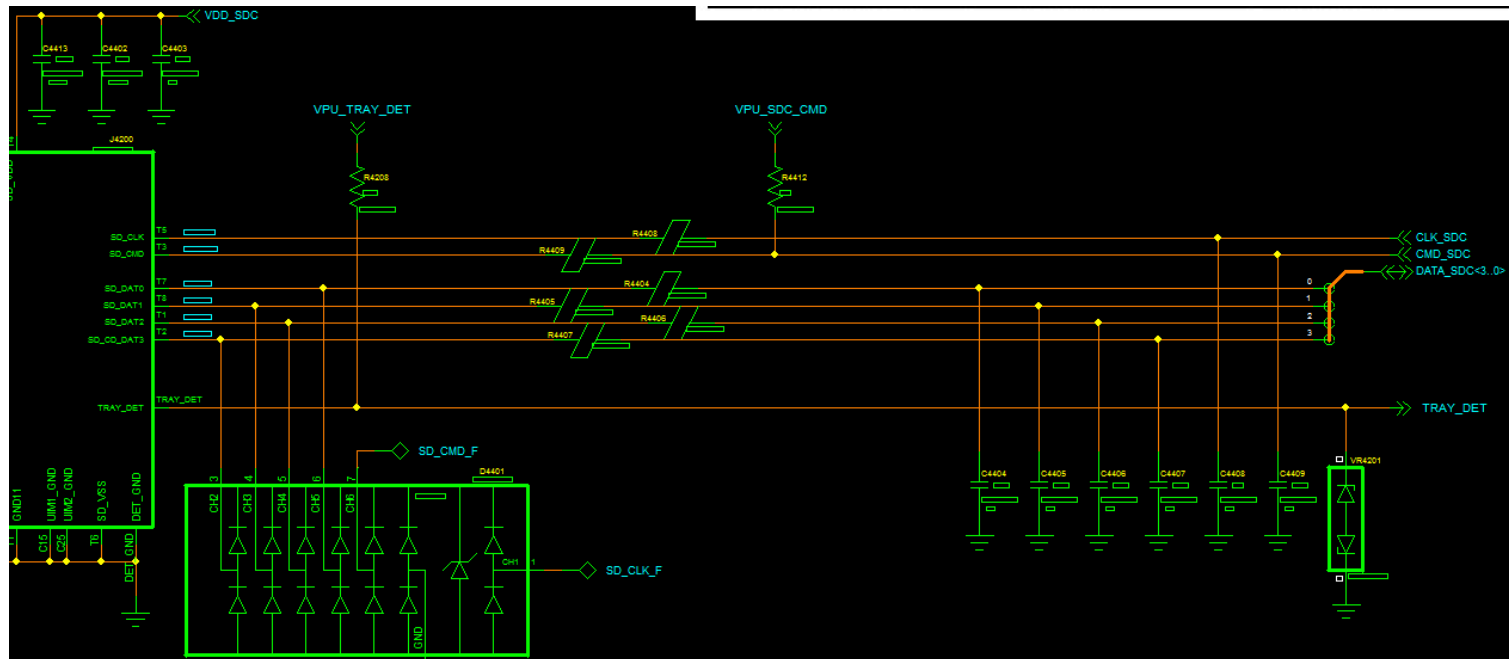 VDD_SDC
C4413 C4402 C4403
VPU_TRAY_DET VPU_SDC_CMD
T4 J4200
SD_VDD
R4208 R4412
SD_CLK T5 R4408 CLK_SDC
SD_CMD T3 R4409 CMD_SDC
DATA_SDC<3..0>
SD_DAT0 T7 R4404 0
SD_DAT1 T8 R4405 1
SD_DAT2 T1 R4406 2
SD_CD_DAT3 T2 R4407 3
TRAY_DET TRAY_DET TRAY_DET
SD_CMD_F
3 4 5 6 7 D4401
CH2 CH3 CH4 CH5 CH6
C4404 C4405 C4406 C4407 C4408 C4409 VR4201
GND11 UIM1_GND UIM2_GND SD_VSS DET_GND
C15 C25 T6 DET_GND
CH1 1 SD_CLK_F
GND